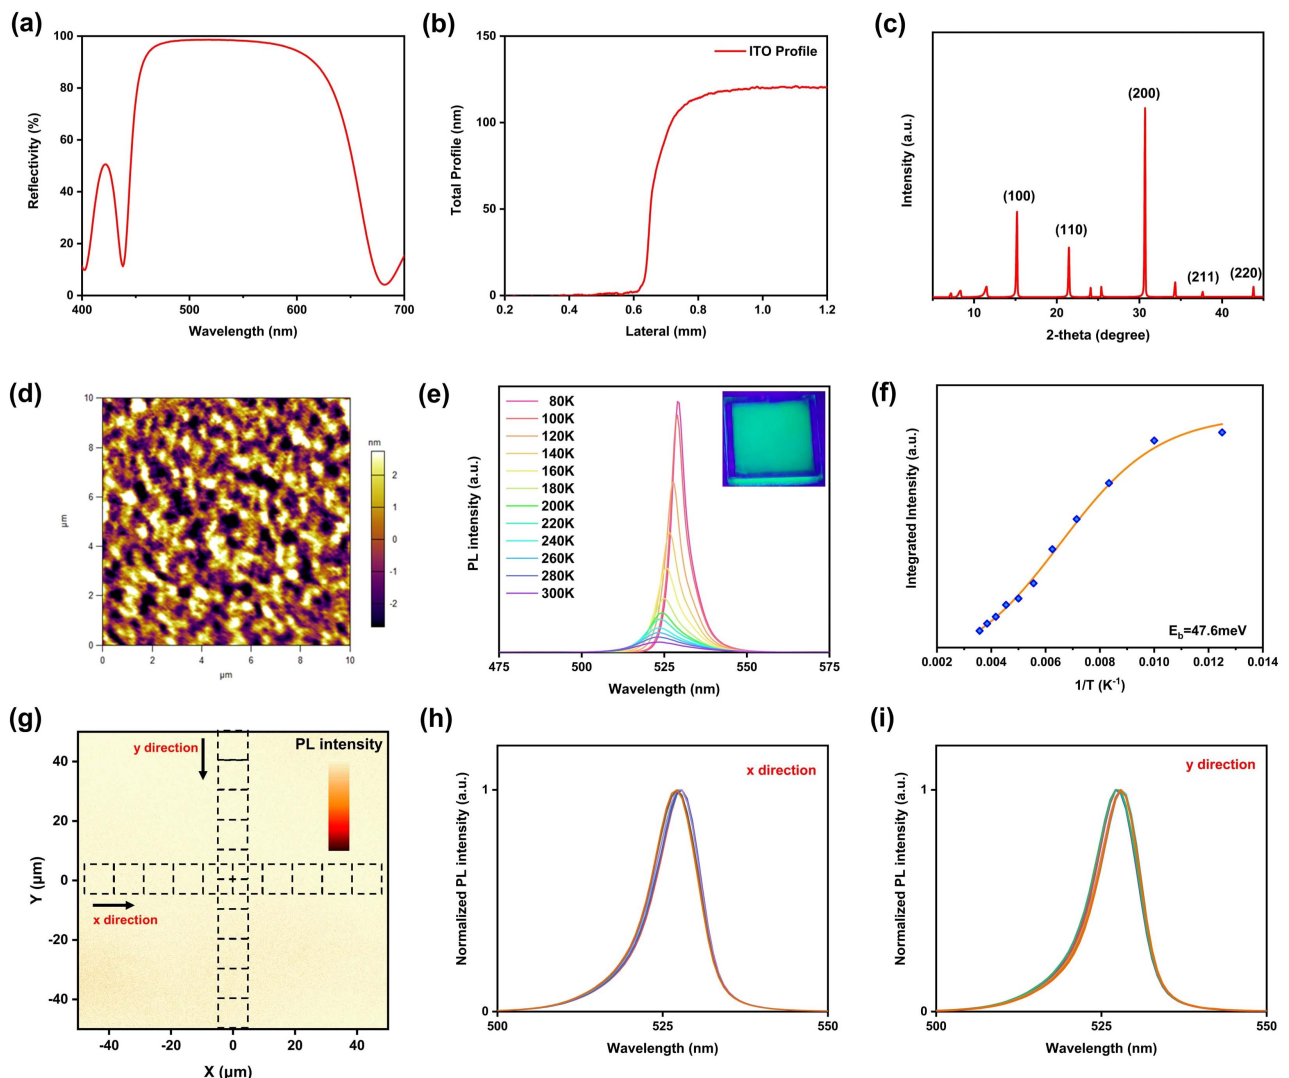 (a)
100
80
60
40
20
0
Reflectivity (%)
400
500
600
700
Wavelength (nm)
(b)
150
100
50
0
Total Profile (nm)
ITO Profile
0.2
0.4
0.6
0.8
1.0
1.2
Lateral (mm)
(c)
Intensity (a.u.)
(100)
(110)
(200)
(211)
(220)
10
20
30
40
2-theta (degree)
(d)
10
8
6
4
2
0
µm
0
2
4
6
8
10
µm
nm
2
1
0
-1
-2
(e)
PL intensity (a.u.)
80K
100K
120K
140K
160K
180K
200K
220K
240K
260K
280K
300K
475
500
525
550
575
Wavelength (nm)
(f)
Integrated Intensity (a.u.)
Eb=47.6meV
0.002
0.004
0.006
0.008
0.010
0.012
0.014
1/T (K-1)
(g)
y direction
PL intensity
x direction
40
20
0
-20
-40
Y (µm)
-40
-20
0
20
40
X (µm)
(h)
Normalized PL intensity (a.u.)
x direction
1
0
500
525
550
Wavelength (nm)
(i)
Normalized PL intensity (a.u.)
y direction
1
0
500
525
550
Wavelength (nm)